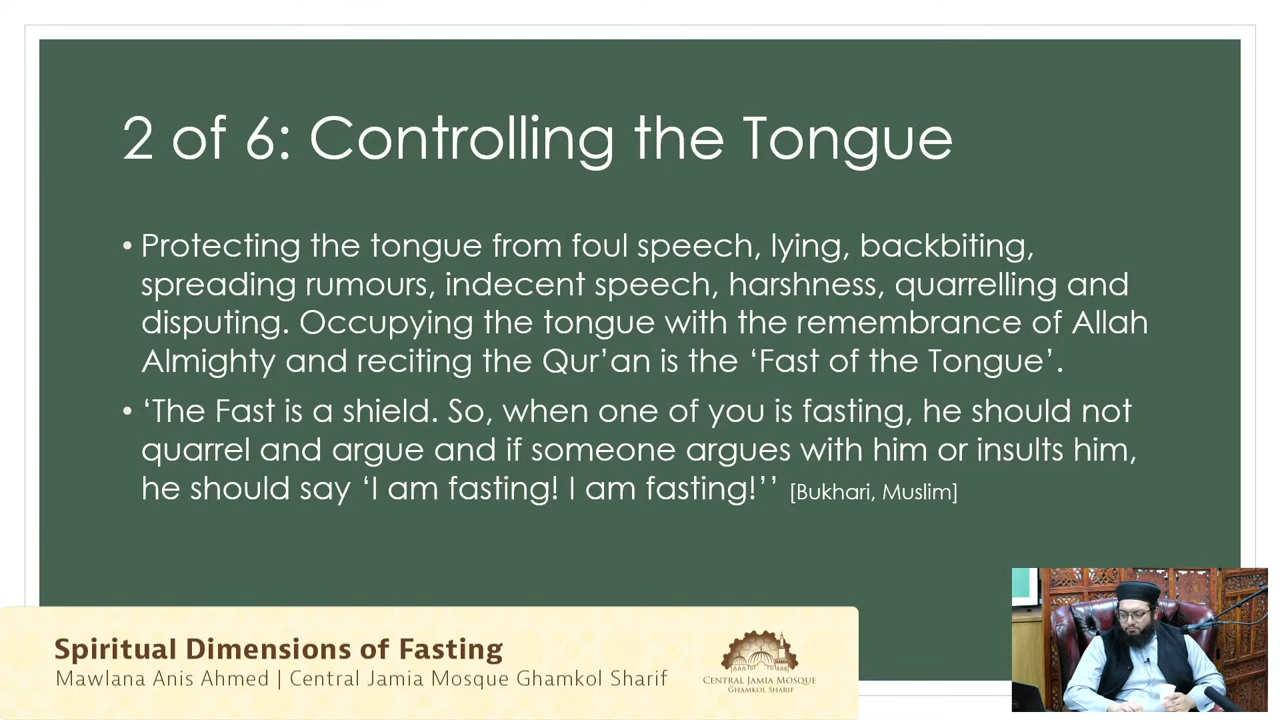 2 of 6: Controlling the Tongue
• Protecting the tongue from foul speech, lying, backbiting,
spreading rumours, indecent speech, harshness, quarrelling and
disputing. Occupying the tongue with the remembrance of Allah
Almighty and reciting the Qur’an is the ‘Fast of the Tongue’.
• ‘The Fast is a shield. So, when one of you is fasting, he should not
quarrel and argue and if someone argues with him or insults him,
he should say ‘I am fasting! I am fasting!’’ [Bukhari, Muslim]
Spiritual Dimensions of Fasting
Mawlana Anis Ahmed | Central Jamia Mosque Ghamkol Sharif
CENTRAL JAMIA MOSQUE
GHAMKOL SHARIF